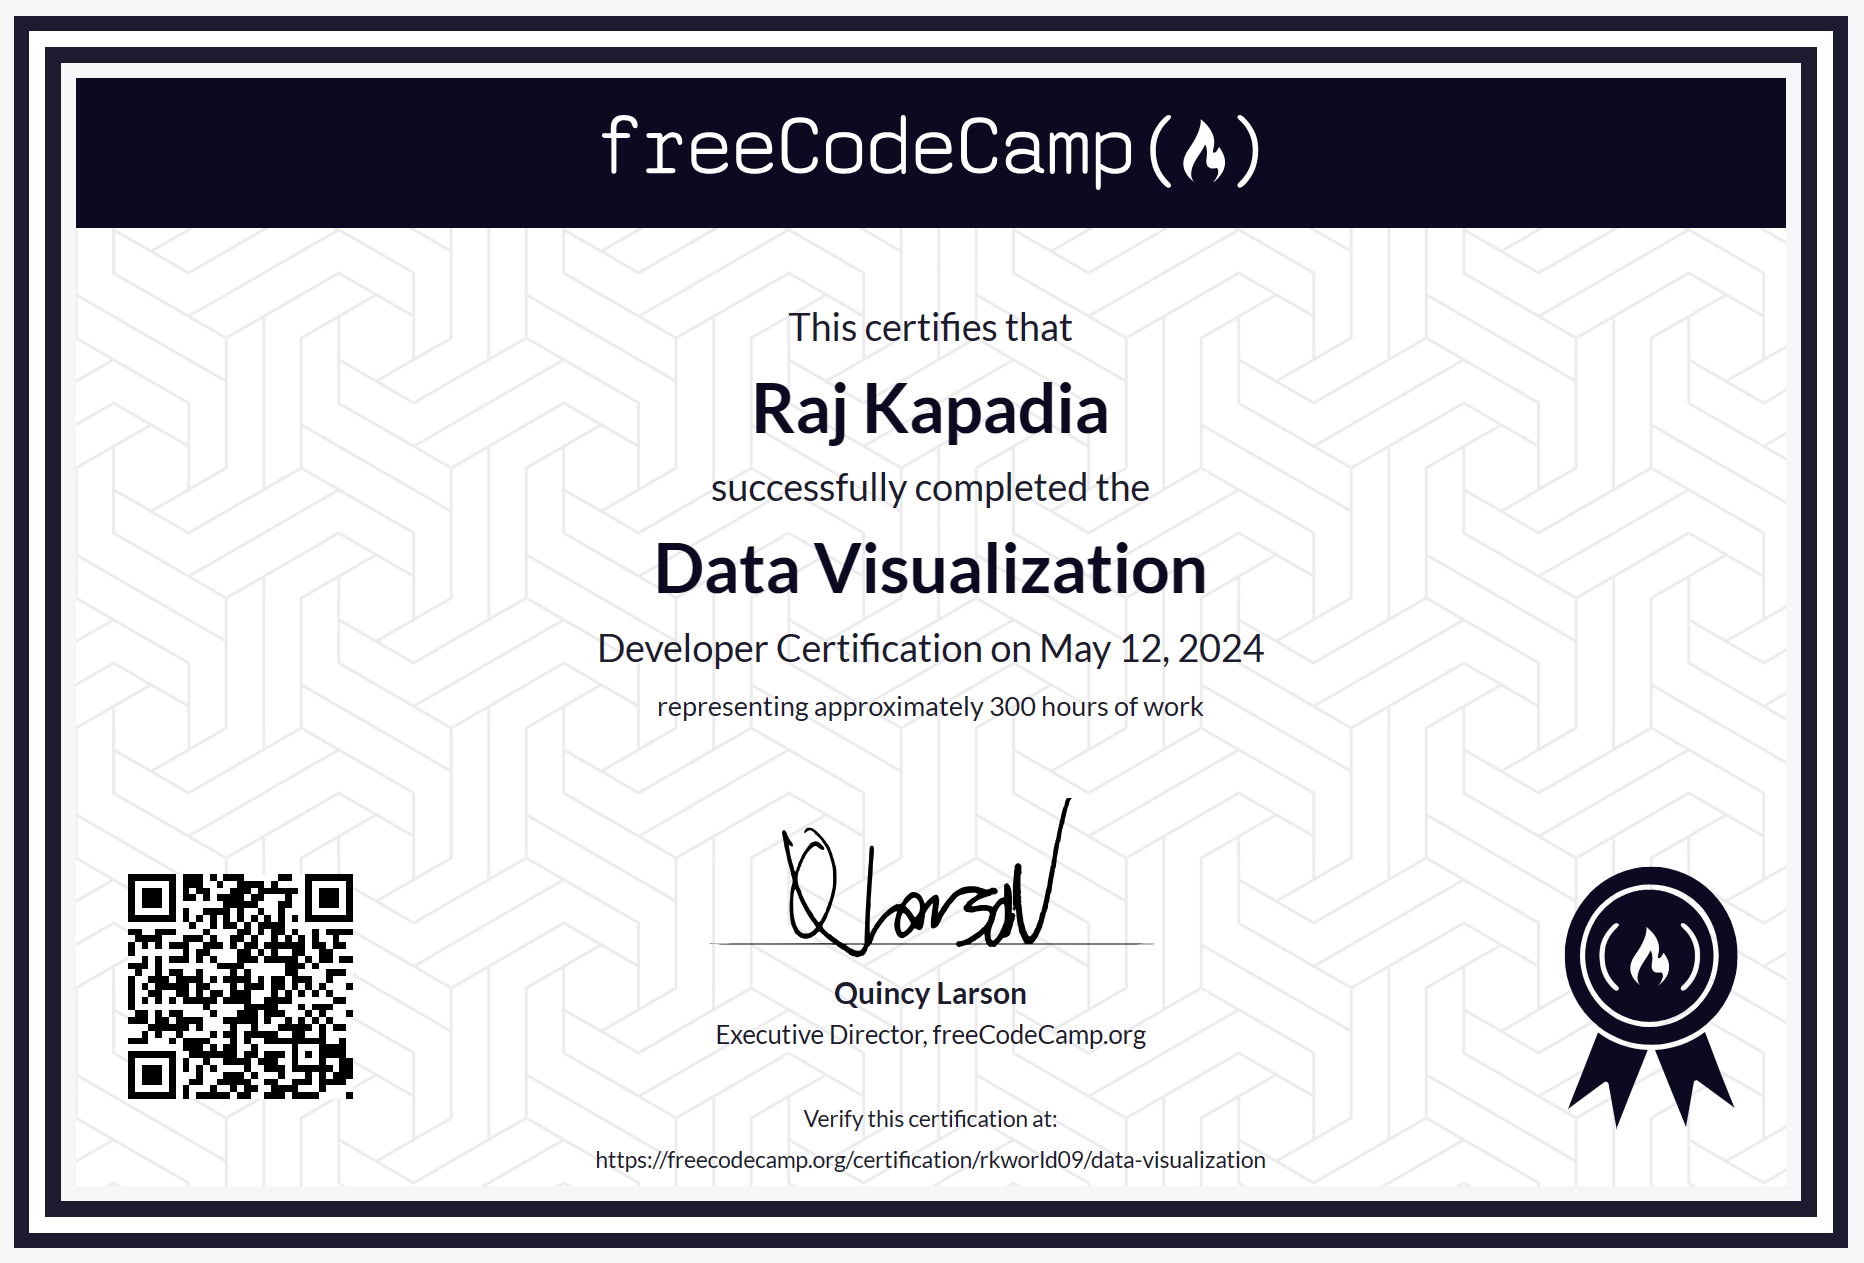 freeCodeCamp
This certifies that
Raj Kapadia
successfully completed the
Data Visualization
Developer Certification on May 12, 2024
representing approximately 300 hours of work
Quincy Larson
Executive Director, freeCodeCamp.org
Verify this certification at:
https://freecodecamp.org/certification/rkworld09/data-visualization